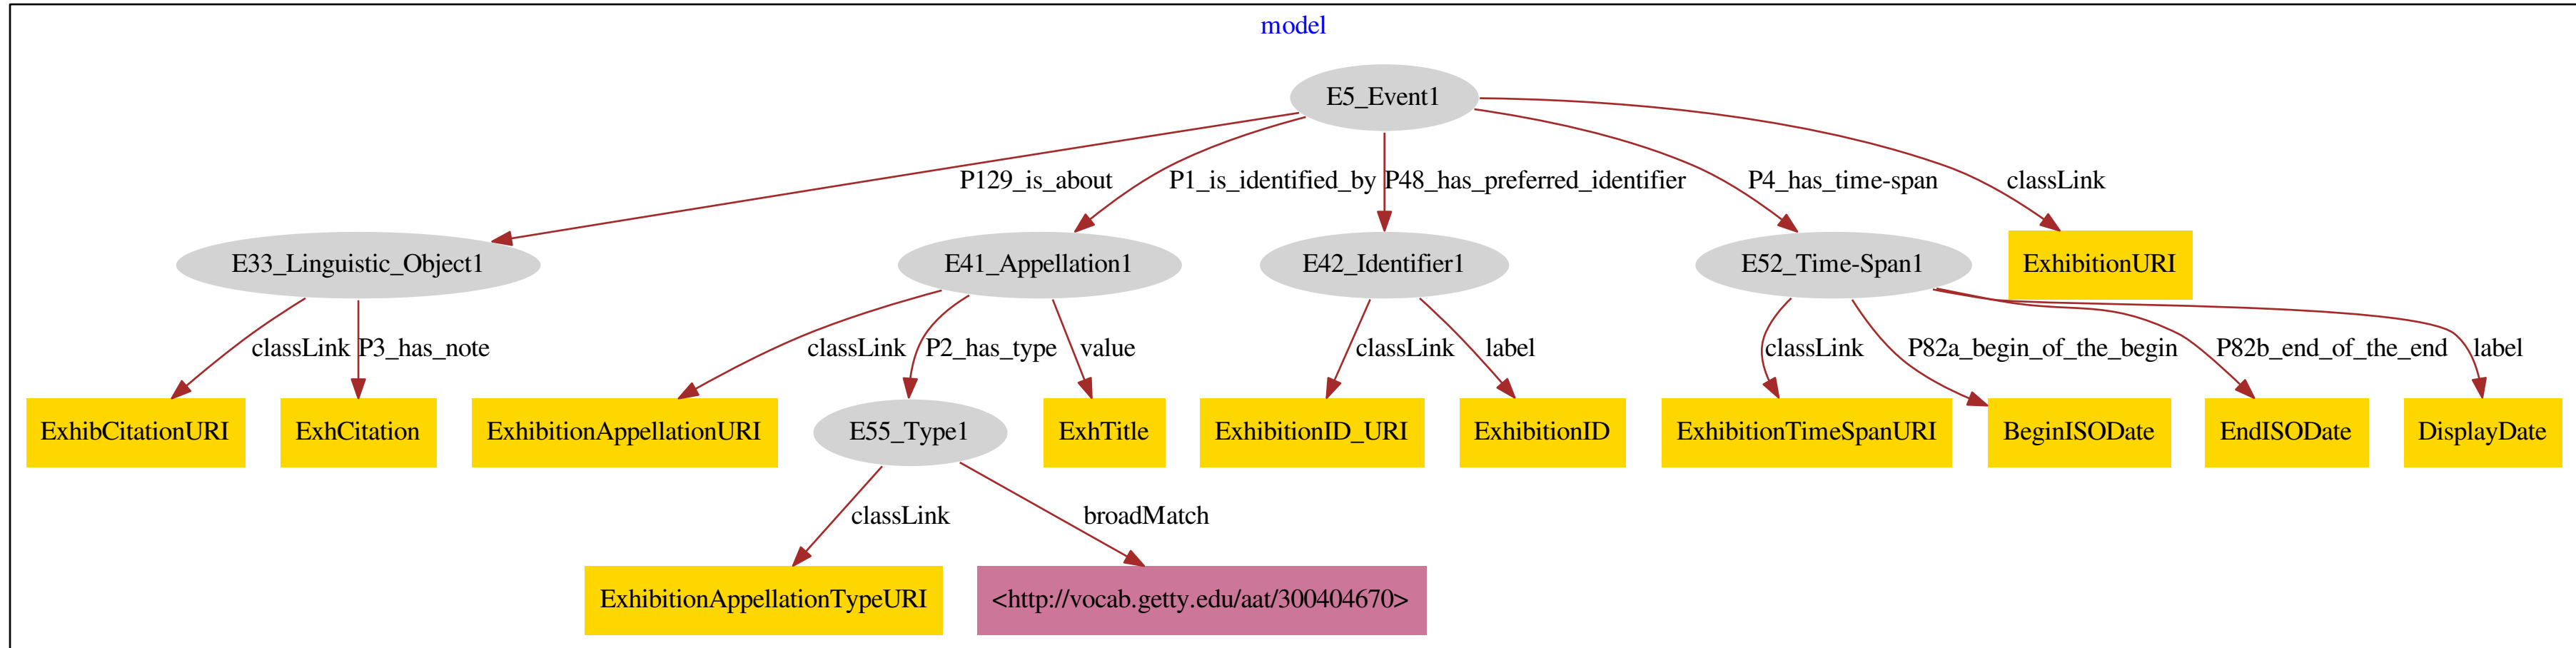 model
E5_Event1
P129_is_about P1_is_identified_by P48_has_preferred_identifier P4_has_time-span classLink
E33_Linguistic_Object1 E41_Appellation1 E42_Identifier1 E52_Time-Span1 ExhibitionURI
classLink P3_has_note classLink P2_has_type value classLink label classLink P82a_begin_of_the_begin P82b_end_of_the_end label
ExhibCitationURI ExhCitation ExhibitionAppellationURI E55_Type1 ExhTitle ExhibitionID_URI ExhibitionID ExhibitionTimeSpanURI BeginISODate EndISODate DisplayDate
classLink broadMatch
ExhibitionAppellationTypeURI <http://vocab.getty.edu/aat/300404670>